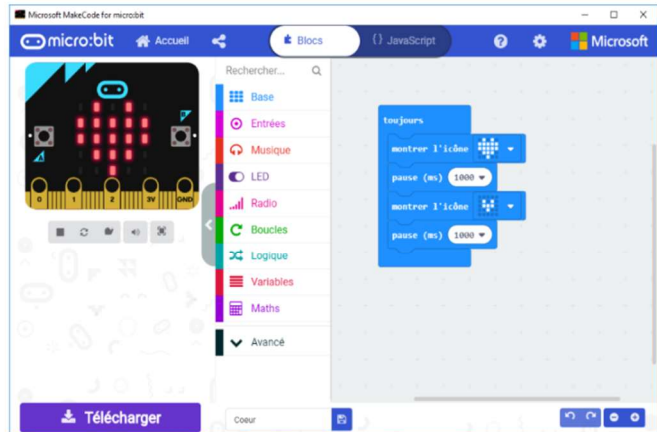 Microsoft MakeCode for micro:bit
micro:bit
Accueil
Blocs
{} JavaScript
?
Microsoft
A
B
0 1 2 3V GND
Rechercher...
Base
Entrées
Musique
LED
Radio
Boucles
Logique
Variables
Maths
Avancé
toujours
montrer l'icône
pause (ms) 1000
montrer l'icône
pause (ms) 1000
Télécharger
Coeur